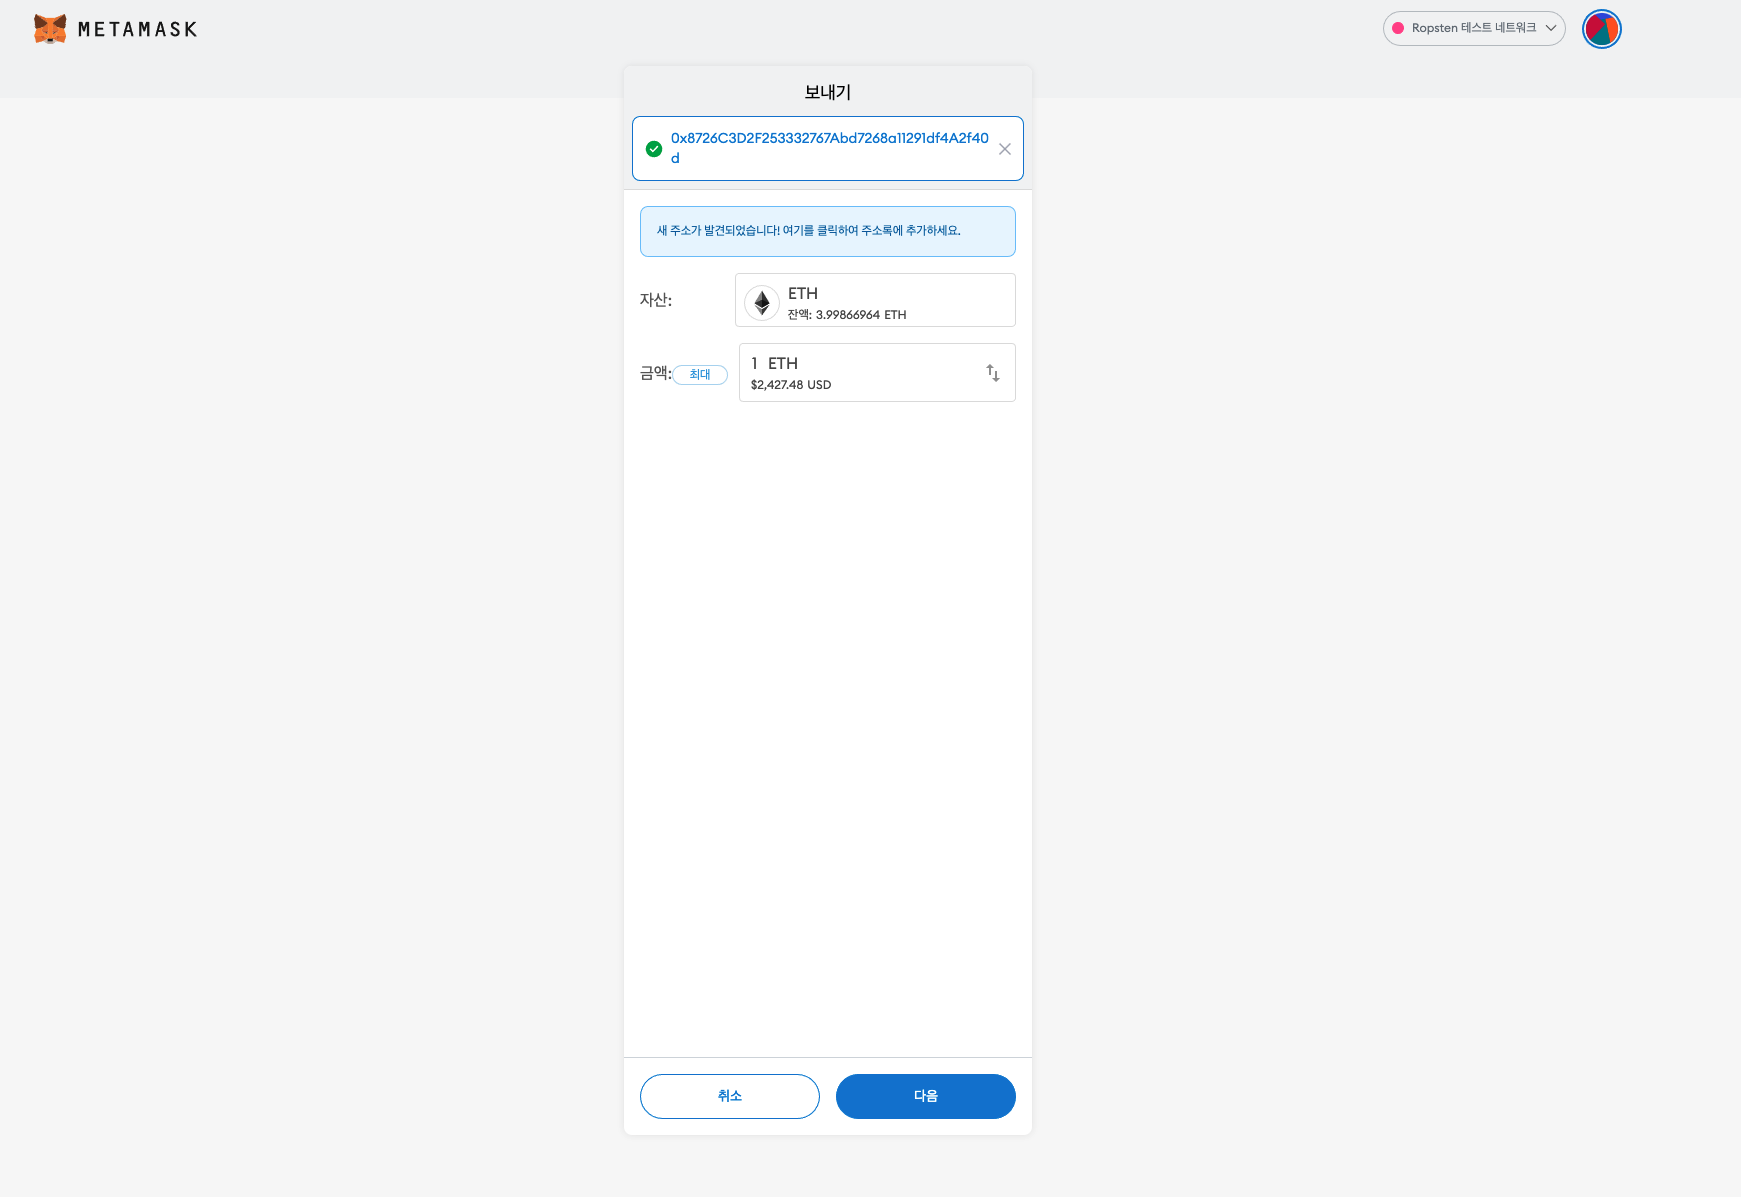 METAMASK
Ropsten 테스트 네트워크
보내기
0x8726C3D2F253332767Abd7268a11291df4A2f40
d
새 주소가 발견되었습니다! 여기를 클릭하여 주소록에 추가하세요.
자산:
ETH
잔액: 3.99866964 ETH
금액:
최대
1 ETH
$2,427.48 USD
취소
다음